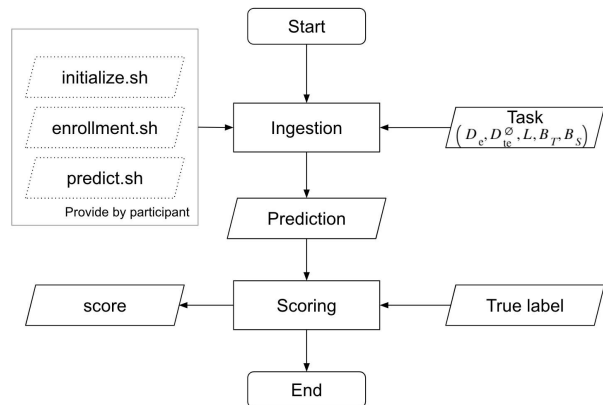 Start
initialize.sh
enrollment.sh
predict.sh
Provide by participant
Ingestion
Task
(D_e, D_te^∅, L, B_T, B_S)
Prediction
score
Scoring
True label
End